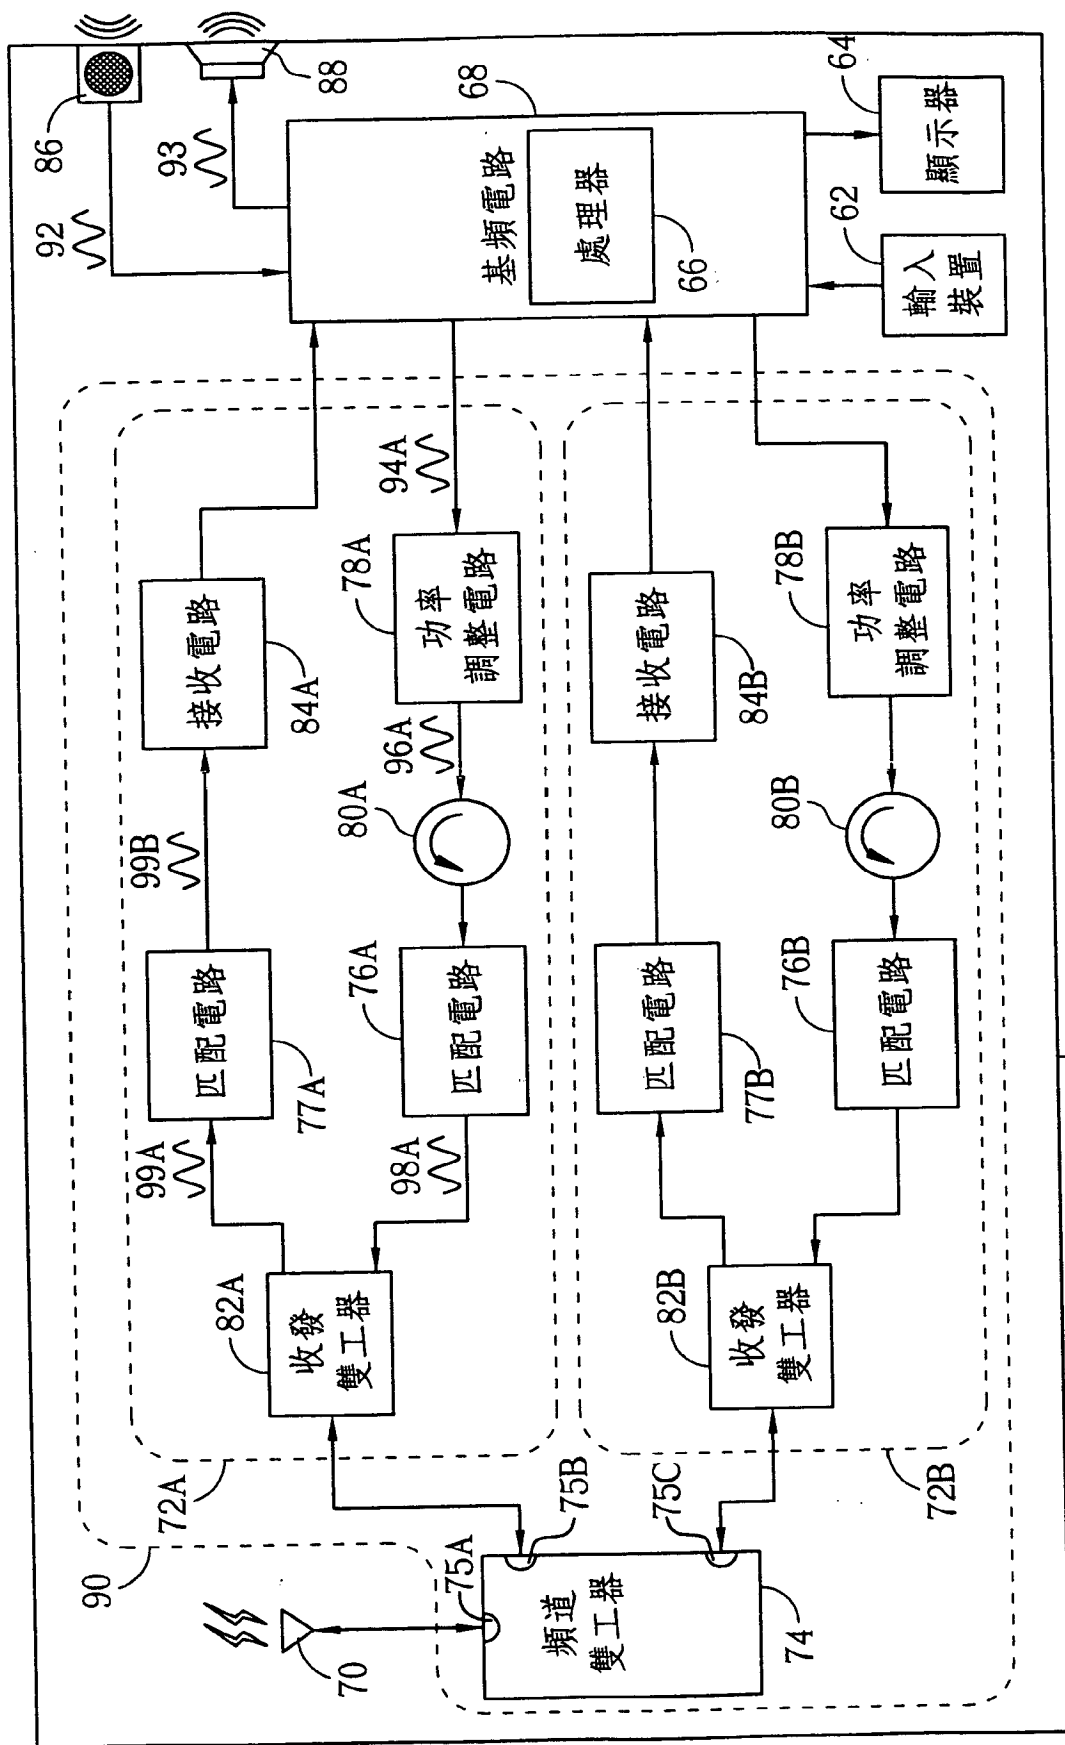 86
88
92
93
68
基頻電路
處理器
66
64
顯示器
62
輸入
裝置
90
72A
99A
99B
匹配電路
77A
接收電路
84A
94A
功率
調整電路
78A
96A
80A
匹配電路
76A
98A
收發
雙工器
82A
72B
匹配電路
77B
接收電路
84B
功率
調整電路
78B
80B
匹配電路
76B
收發
雙工器
82B
70
75A
75B
75C
頻道
雙工器
74